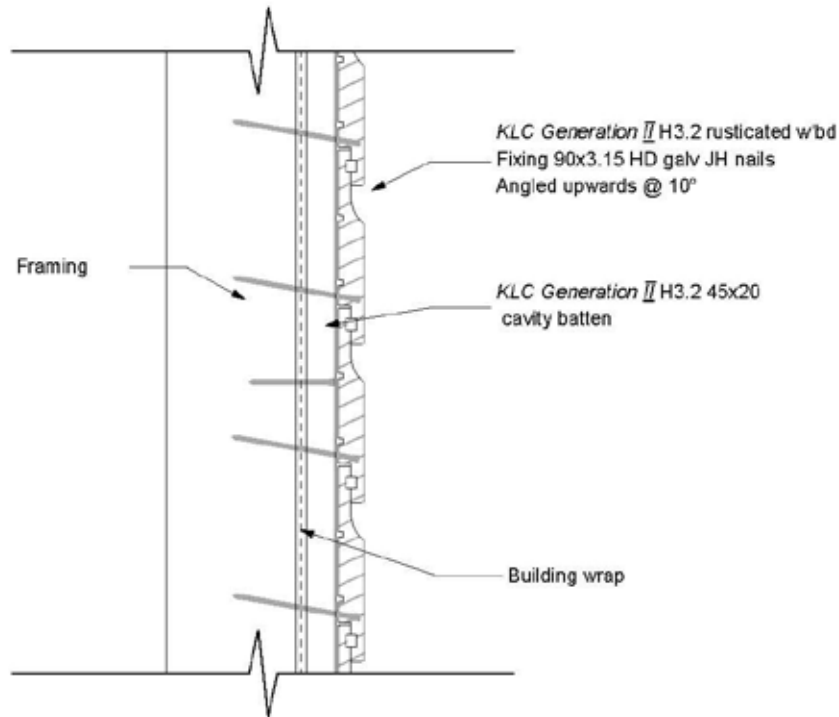 KLC Generation II H3.2 rusticated w'bd
Fixing 90x3.15 HD galv JH nails
Angled upwards @ 10°
Framing
KLC Generation II H3.2 45x20
cavity batten
Building wrap